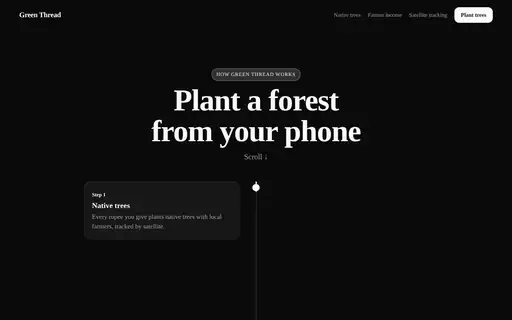 Green Thread
Native trees
Farmer income
Satellite tracking
Plant trees
HOW GREEN THREAD WORKS
Plant a forest
from your phone
Scroll ↓
Step 1
Native trees
Every rupee you give plants native trees with local
farmers, tracked by satellite.